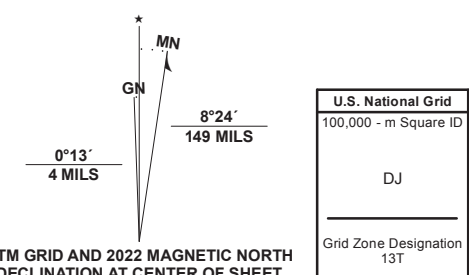 MN
GN
8°24´
149 MILS
0°13´
4 MILS
TM GRID AND 2022 MAGNETIC NORTH
DECLINATION AT CENTER OF SHEET
U.S. National Grid
100,000 - m Square ID
DJ
Grid Zone Designation
13T